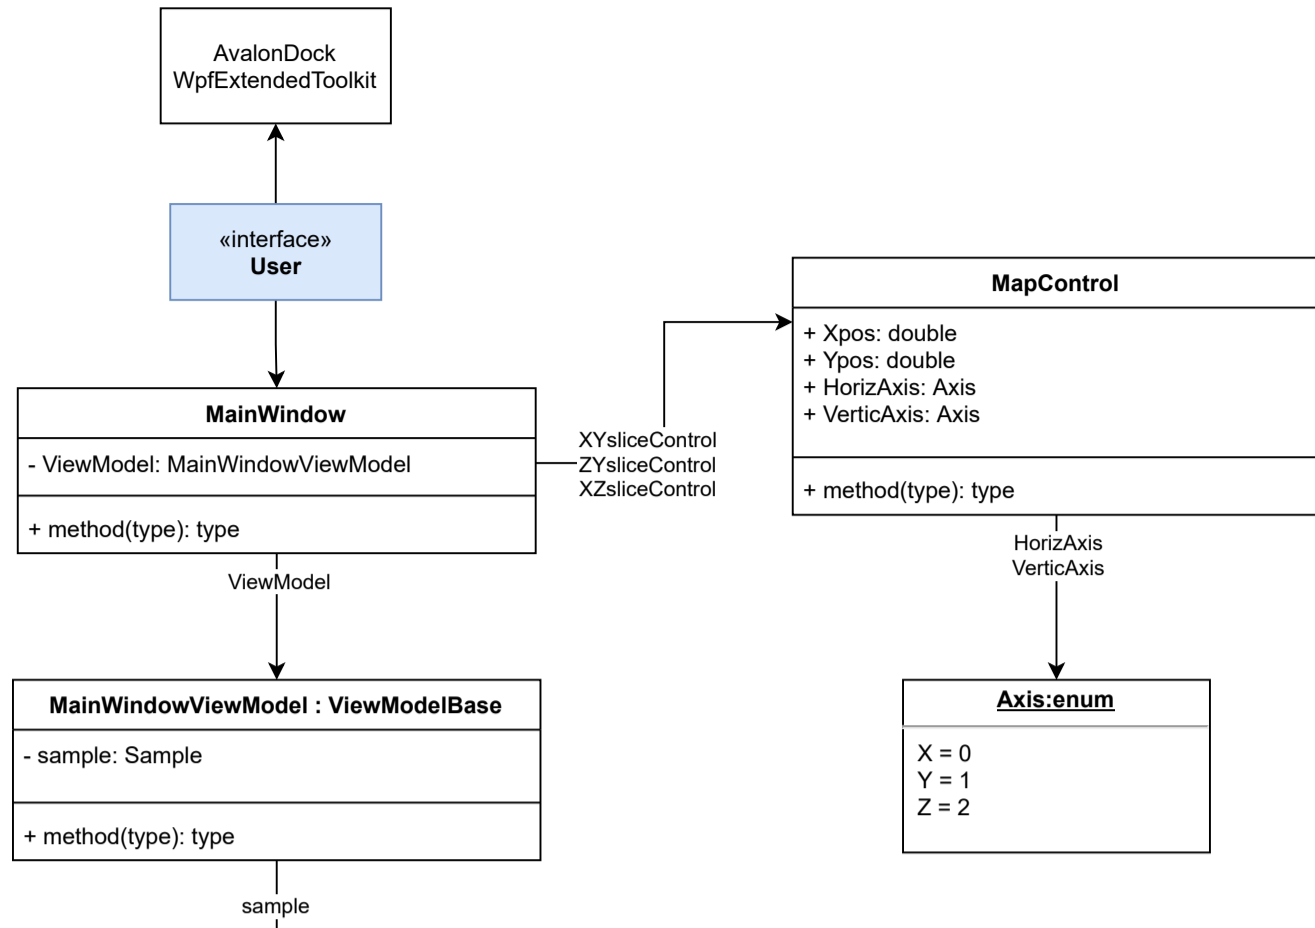 AvalonDock
WpfExtendedToolkit
«interface»
User
MainWindow
- ViewModel: MainWindowViewModel
+ method(type): type
XYsliceControl
ZYsliceControl
XZsliceControl
MapControl
+ Xpos: double
+ Ypos: double
+ HorizAxis: Axis
+ VerticAxis: Axis
+ method(type): type
ViewModel
HorizAxis
VerticAxis
MainWindowViewModel : ViewModelBase
- sample: Sample
+ method(type): type
Axis:enum
X = 0
Y = 1
Z = 2
sample